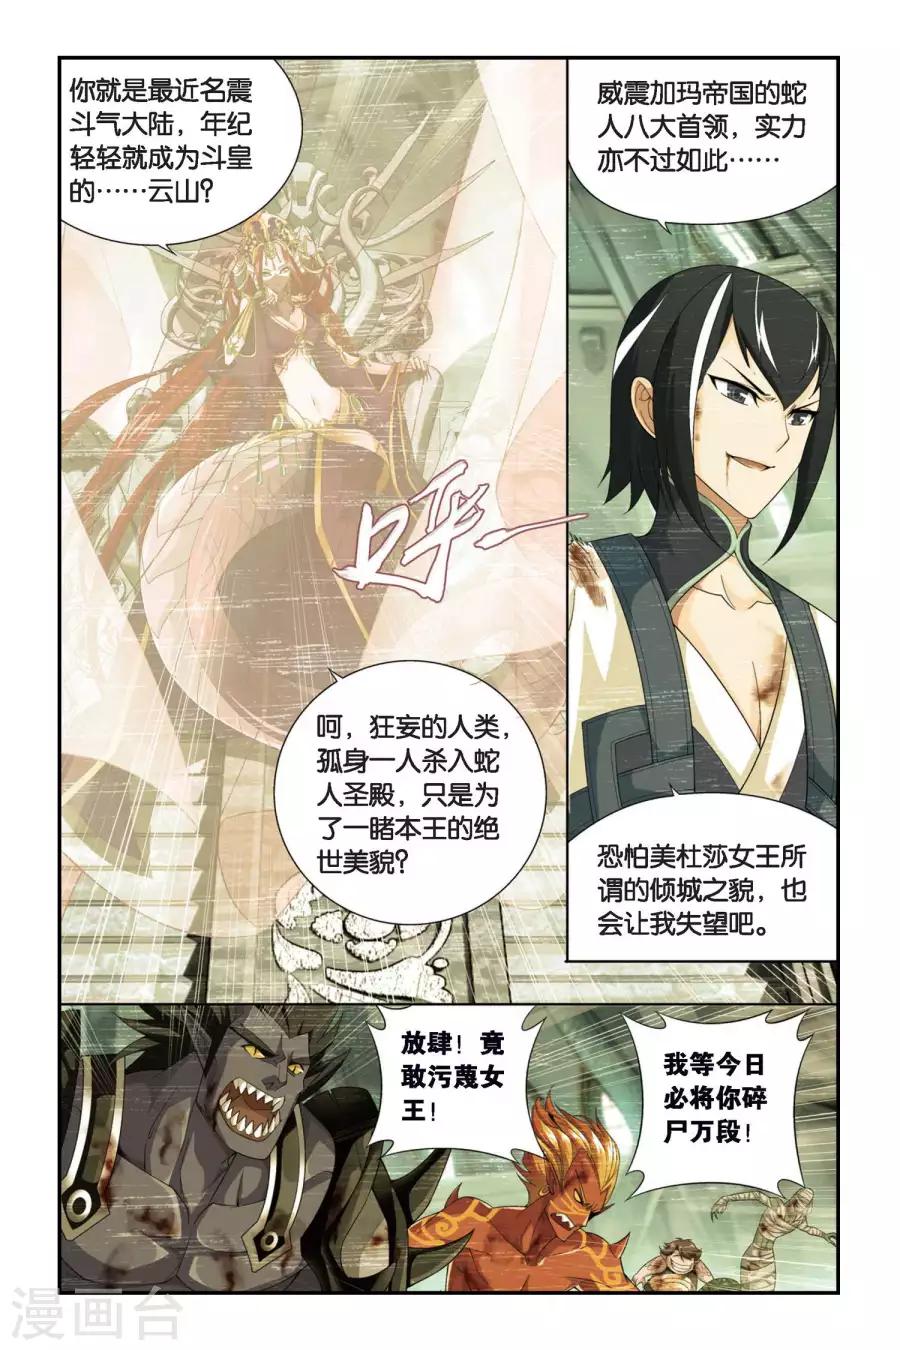 你就是最近名震
斗气大陆，年纪
轻轻就成为斗皇
的……云山？
呼—
呵，狂妄的人类，
孤身一人杀入蛇
人圣殿，只是为
了一睹本王的绝
世美貌？
威震加玛帝国的蛇
人八大首领，实力
亦不过如此……
恐怕美杜莎女王所
谓的倾城之貌，也
会让我失望吧。
放肆！竟
敢污蔑女
王！
我等今日
必将你碎
尸万段！
漫画台